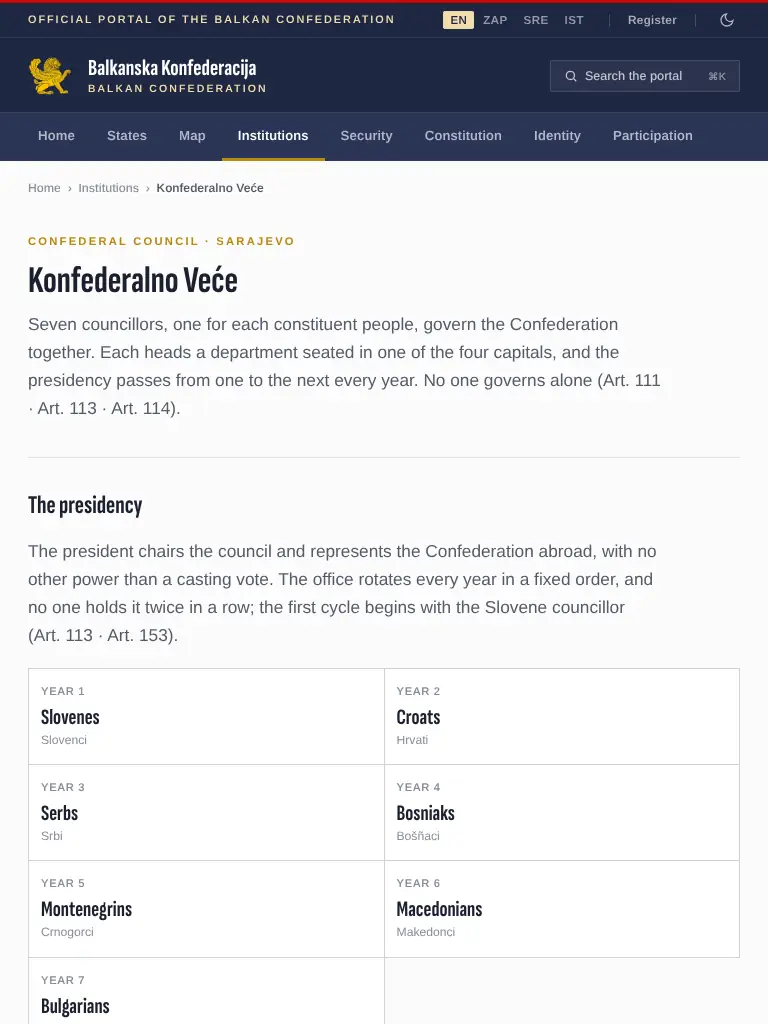 OFFICIAL PORTAL OF THE BALKAN CONFEDERATION
EN ZAP SRE IST Register
Balkanska Konfederacija
BALKAN CONFEDERATION
Search the portal ⌘K
Home States Map Institutions Security Constitution Identity Participation
Home › Institutions › Konfederalno Veće
CONFEDERAL COUNCIL · SARAJEVO
Konfederalno Veće
Seven councillors, one for each constituent people, govern the Confederation
together. Each heads a department seated in one of the four capitals, and the
presidency passes from one to the next every year. No one governs alone (Art. 111
· Art. 113 · Art. 114).
The presidency
The president chairs the council and represents the Confederation abroad, with no
other power than a casting vote. The office rotates every year in a fixed order, and
no one holds it twice in a row; the first cycle begins with the Slovene councillor
(Art. 113 · Art. 153).
YEAR 1
Slovenes
Slovenci
YEAR 2
Croats
Hrvati
YEAR 3
Serbs
Srbi
YEAR 4
Bosniaks
Bošñaci
YEAR 5
Montenegrins
Crnogorci
YEAR 6
Macedonians
Makedonci
YEAR 7
Bulgarians